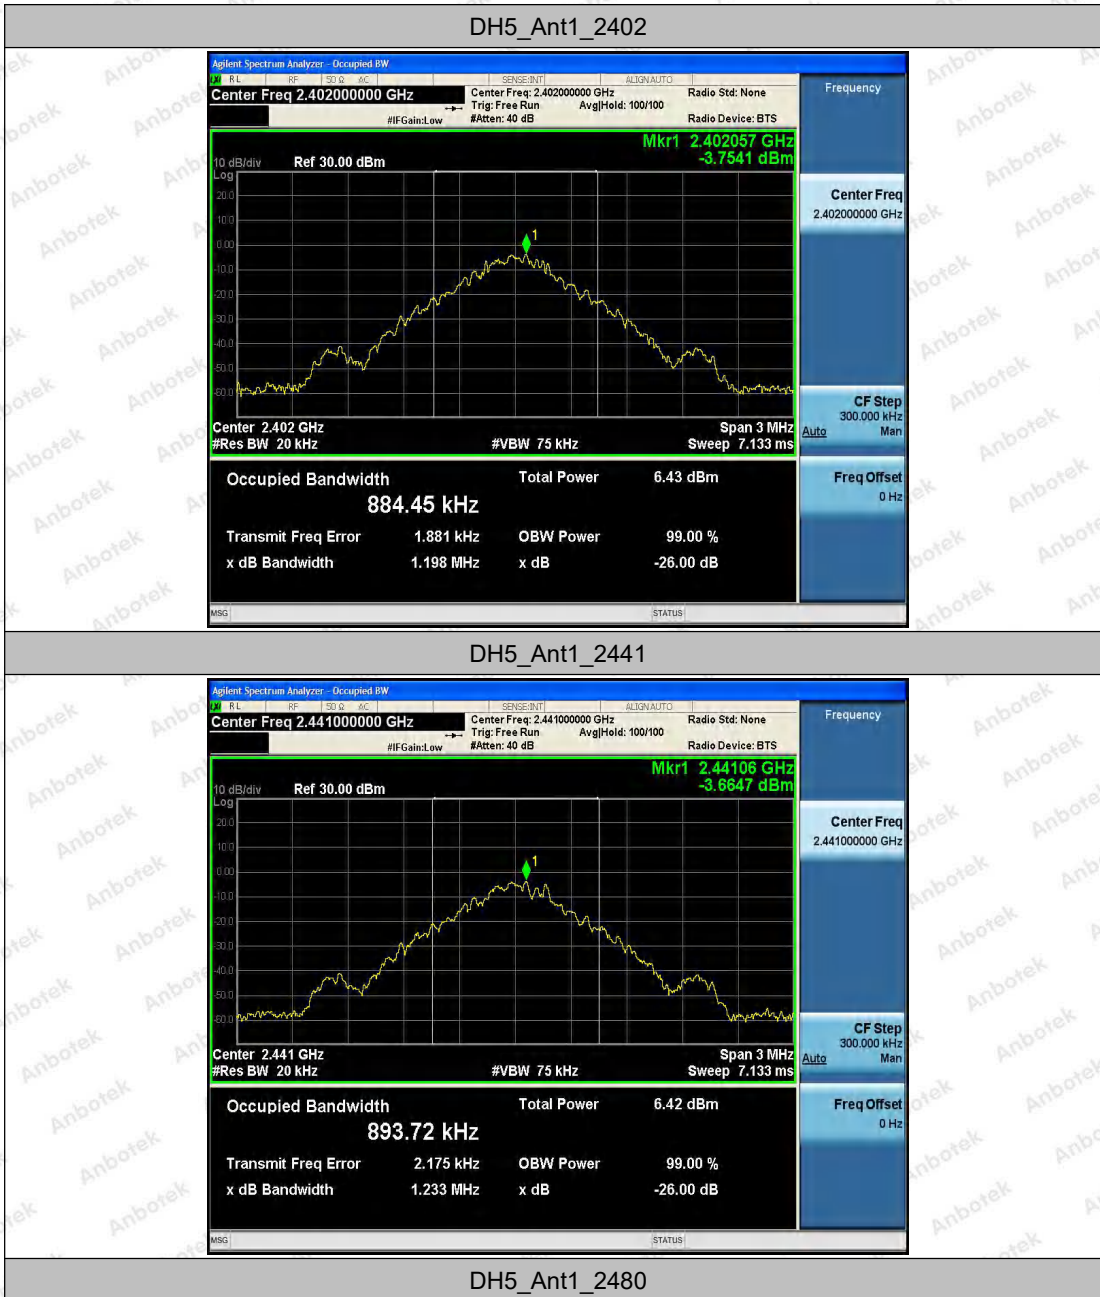 DH5_Ant1_2402
Agilent Spectrum Analyzer - Occupied BW
RL RF 50 Ω AC SENSE:INT ALIGNAUTO
Center Freq 2.402000000 GHz
Center Freq: 2.402000000 GHz Radio Std: None
Trig: Free Run Avg|Hold: 100/100
#IFGain:Low #Atten: 40 dB Radio Device: BTS
Mkr1 2.402057 GHz
-3.7541 dBm
10 dB/div Ref 30.00 dBm
Log
20.0
10.0
0.00
-10.0
-20.0
-30.0
-40.0
-50.0
-60.0
1
Center 2.402 GHz Span 3 MHz
#Res BW 20 kHz #VBW 75 kHz Sweep 7.133 ms
Occupied Bandwidth Total Power 6.43 dBm
884.45 kHz
Transmit Freq Error 1.881 kHz OBW Power 99.00 %
x dB Bandwidth 1.198 MHz x dB -26.00 dB
MSG STATUS
Frequency
Center Freq
2.402000000 GHz
CF Step
300.000 kHz
Auto Man
Freq Offset
0 Hz
DH5_Ant1_2441
Agilent Spectrum Analyzer - Occupied BW
RL RF 50 Ω AC SENSE:INT ALIGNAUTO
Center Freq 2.441000000 GHz
Center Freq: 2.441000000 GHz Radio Std: None
Trig: Free Run Avg|Hold: 100/100
#IFGain:Low #Atten: 40 dB Radio Device: BTS
Mkr1 2.44106 GHz
-3.6647 dBm
10 dB/div Ref 30.00 dBm
Log
20.0
10.0
0.00
-10.0
-20.0
-30.0
-40.0
-50.0
-60.0
1
Center 2.441 GHz Span 3 MHz
#Res BW 20 kHz #VBW 75 kHz Sweep 7.133 ms
Occupied Bandwidth Total Power 6.42 dBm
893.72 kHz
Transmit Freq Error 2.175 kHz OBW Power 99.00 %
x dB Bandwidth 1.233 MHz x dB -26.00 dB
MSG STATUS
Frequency
Center Freq
2.441000000 GHz
CF Step
300.000 kHz
Auto Man
Freq Offset
0 Hz
DH5_Ant1_2480
Anbotek